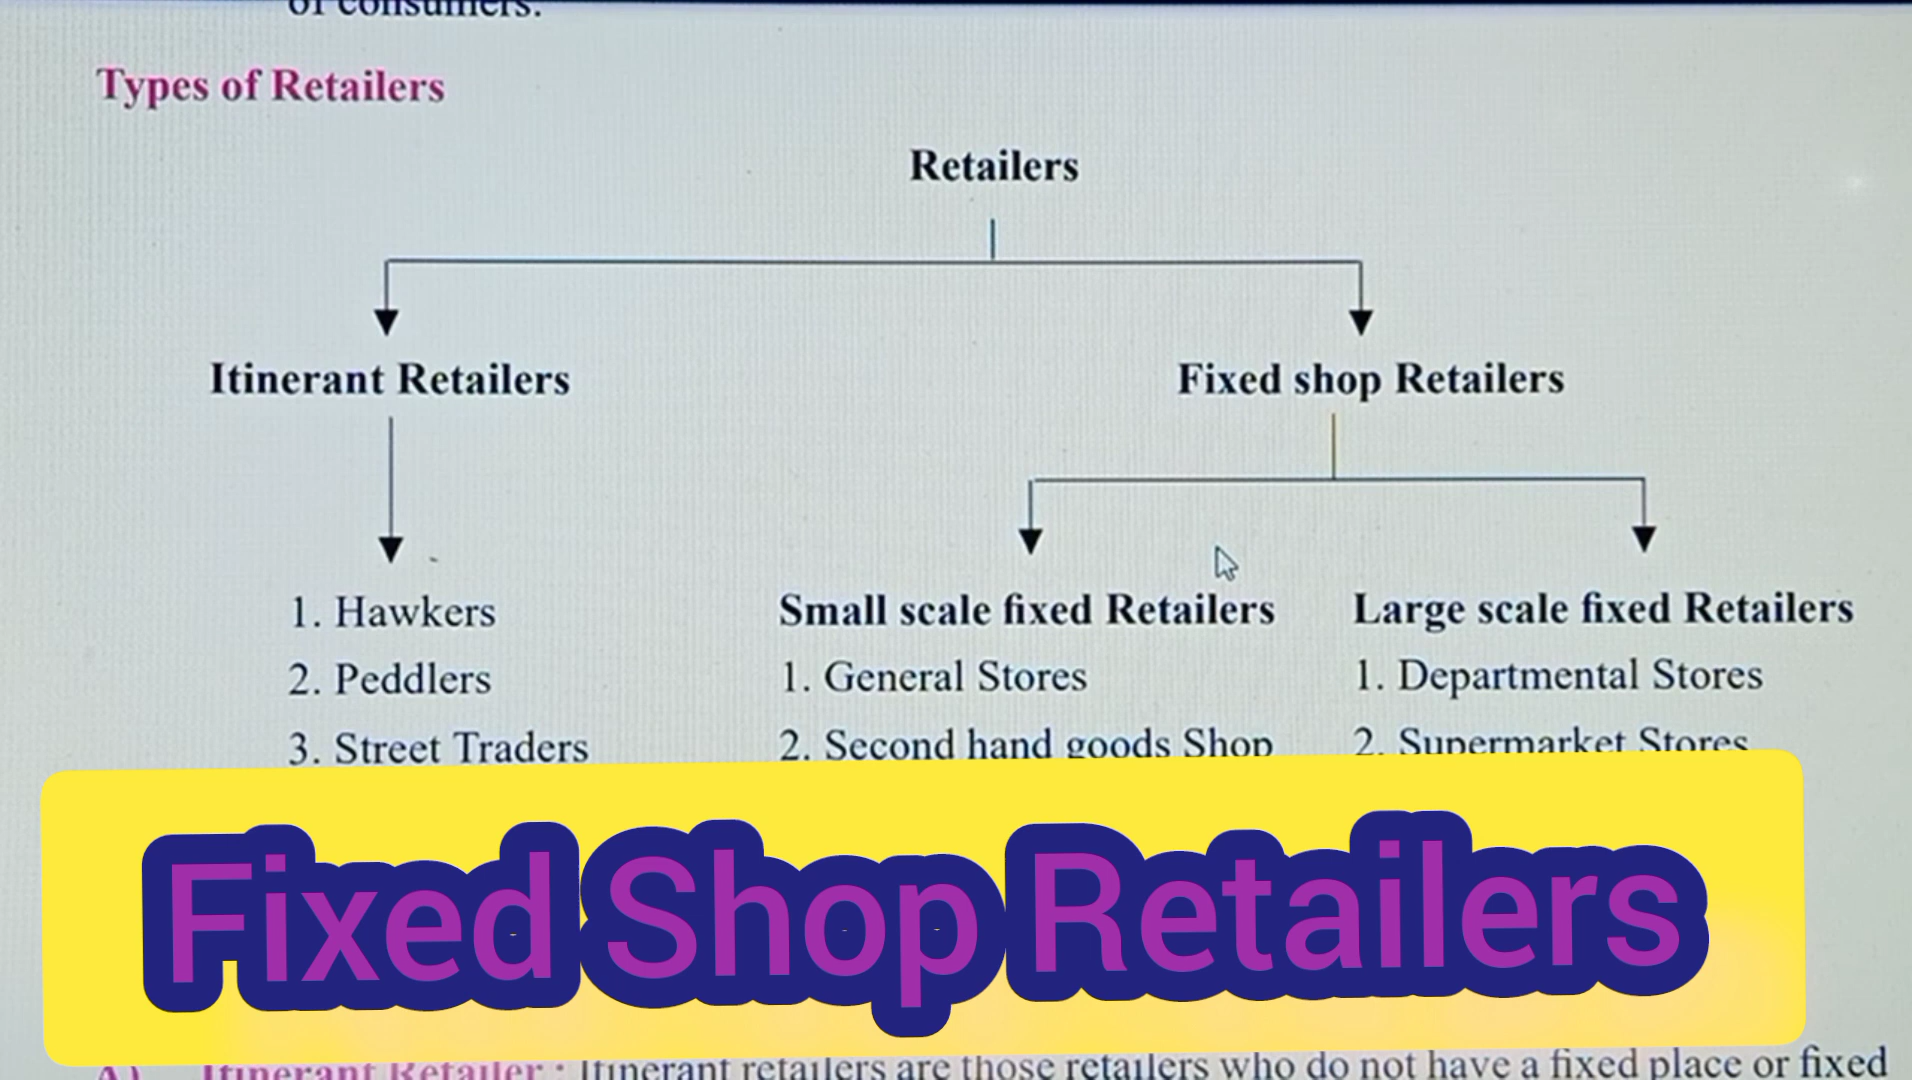 of consumers.
Types of Retailers
Retailers
Itinerant Retailers
Fixed shop Retailers
1. Hawkers
2. Peddlers
3. Street Traders
Small scale fixed Retailers
1. General Stores
2. Second hand goods Shop
Large scale fixed Retailers
1. Departmental Stores
2. Supermarket Stores
Fixed Shop Retailers
A) Itinerant Retailer : Itinerant retailers are those retailers who do not have a fixed place or fixed